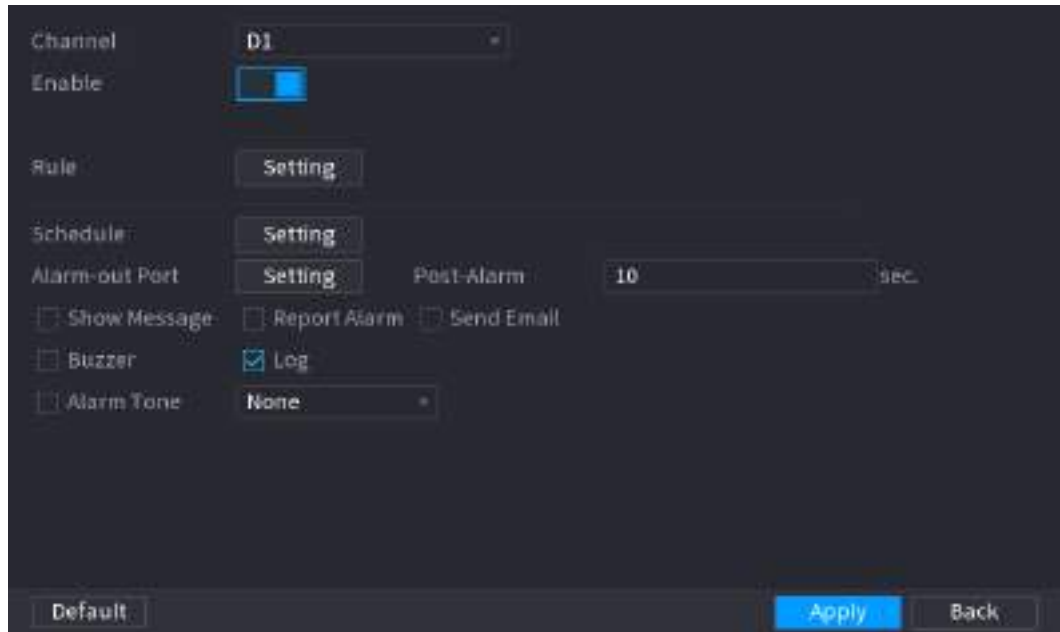 Channel D1
Enable
Rule Setting
Schedule Setting
Alarm-out Port Setting Post-Alarm 10 sec.
Show Message Report Alarm Send Email
Buzzer Log
Alarm Tone None
Default Apply Back